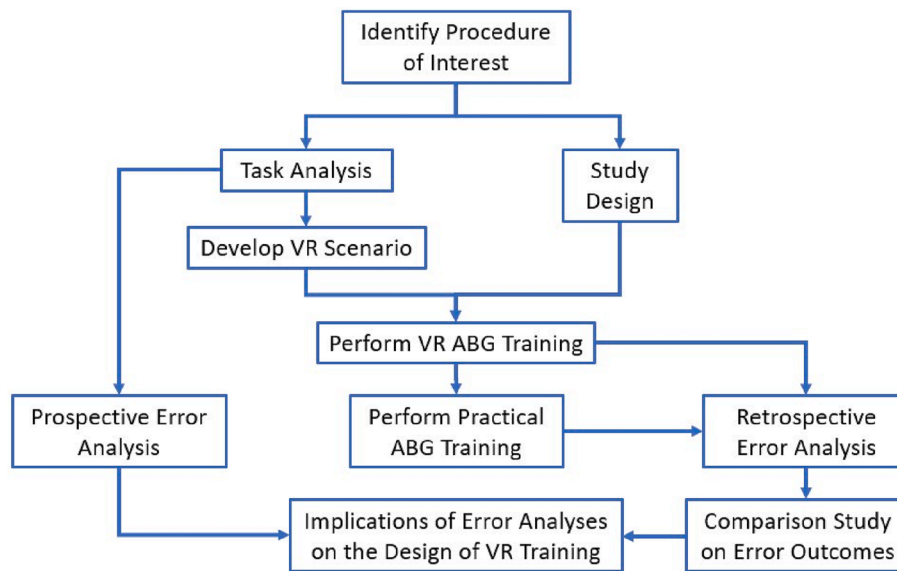 Identify Procedure
of Interest
Task Analysis
Study
Design
Develop VR Scenario
Perform VR ABG Training
Prospective Error
Analysis
Perform Practical
ABG Training
Retrospective
Error Analysis
Implications of Error Analyses
on the Design of VR Training
Comparison Study
on Error Outcomes